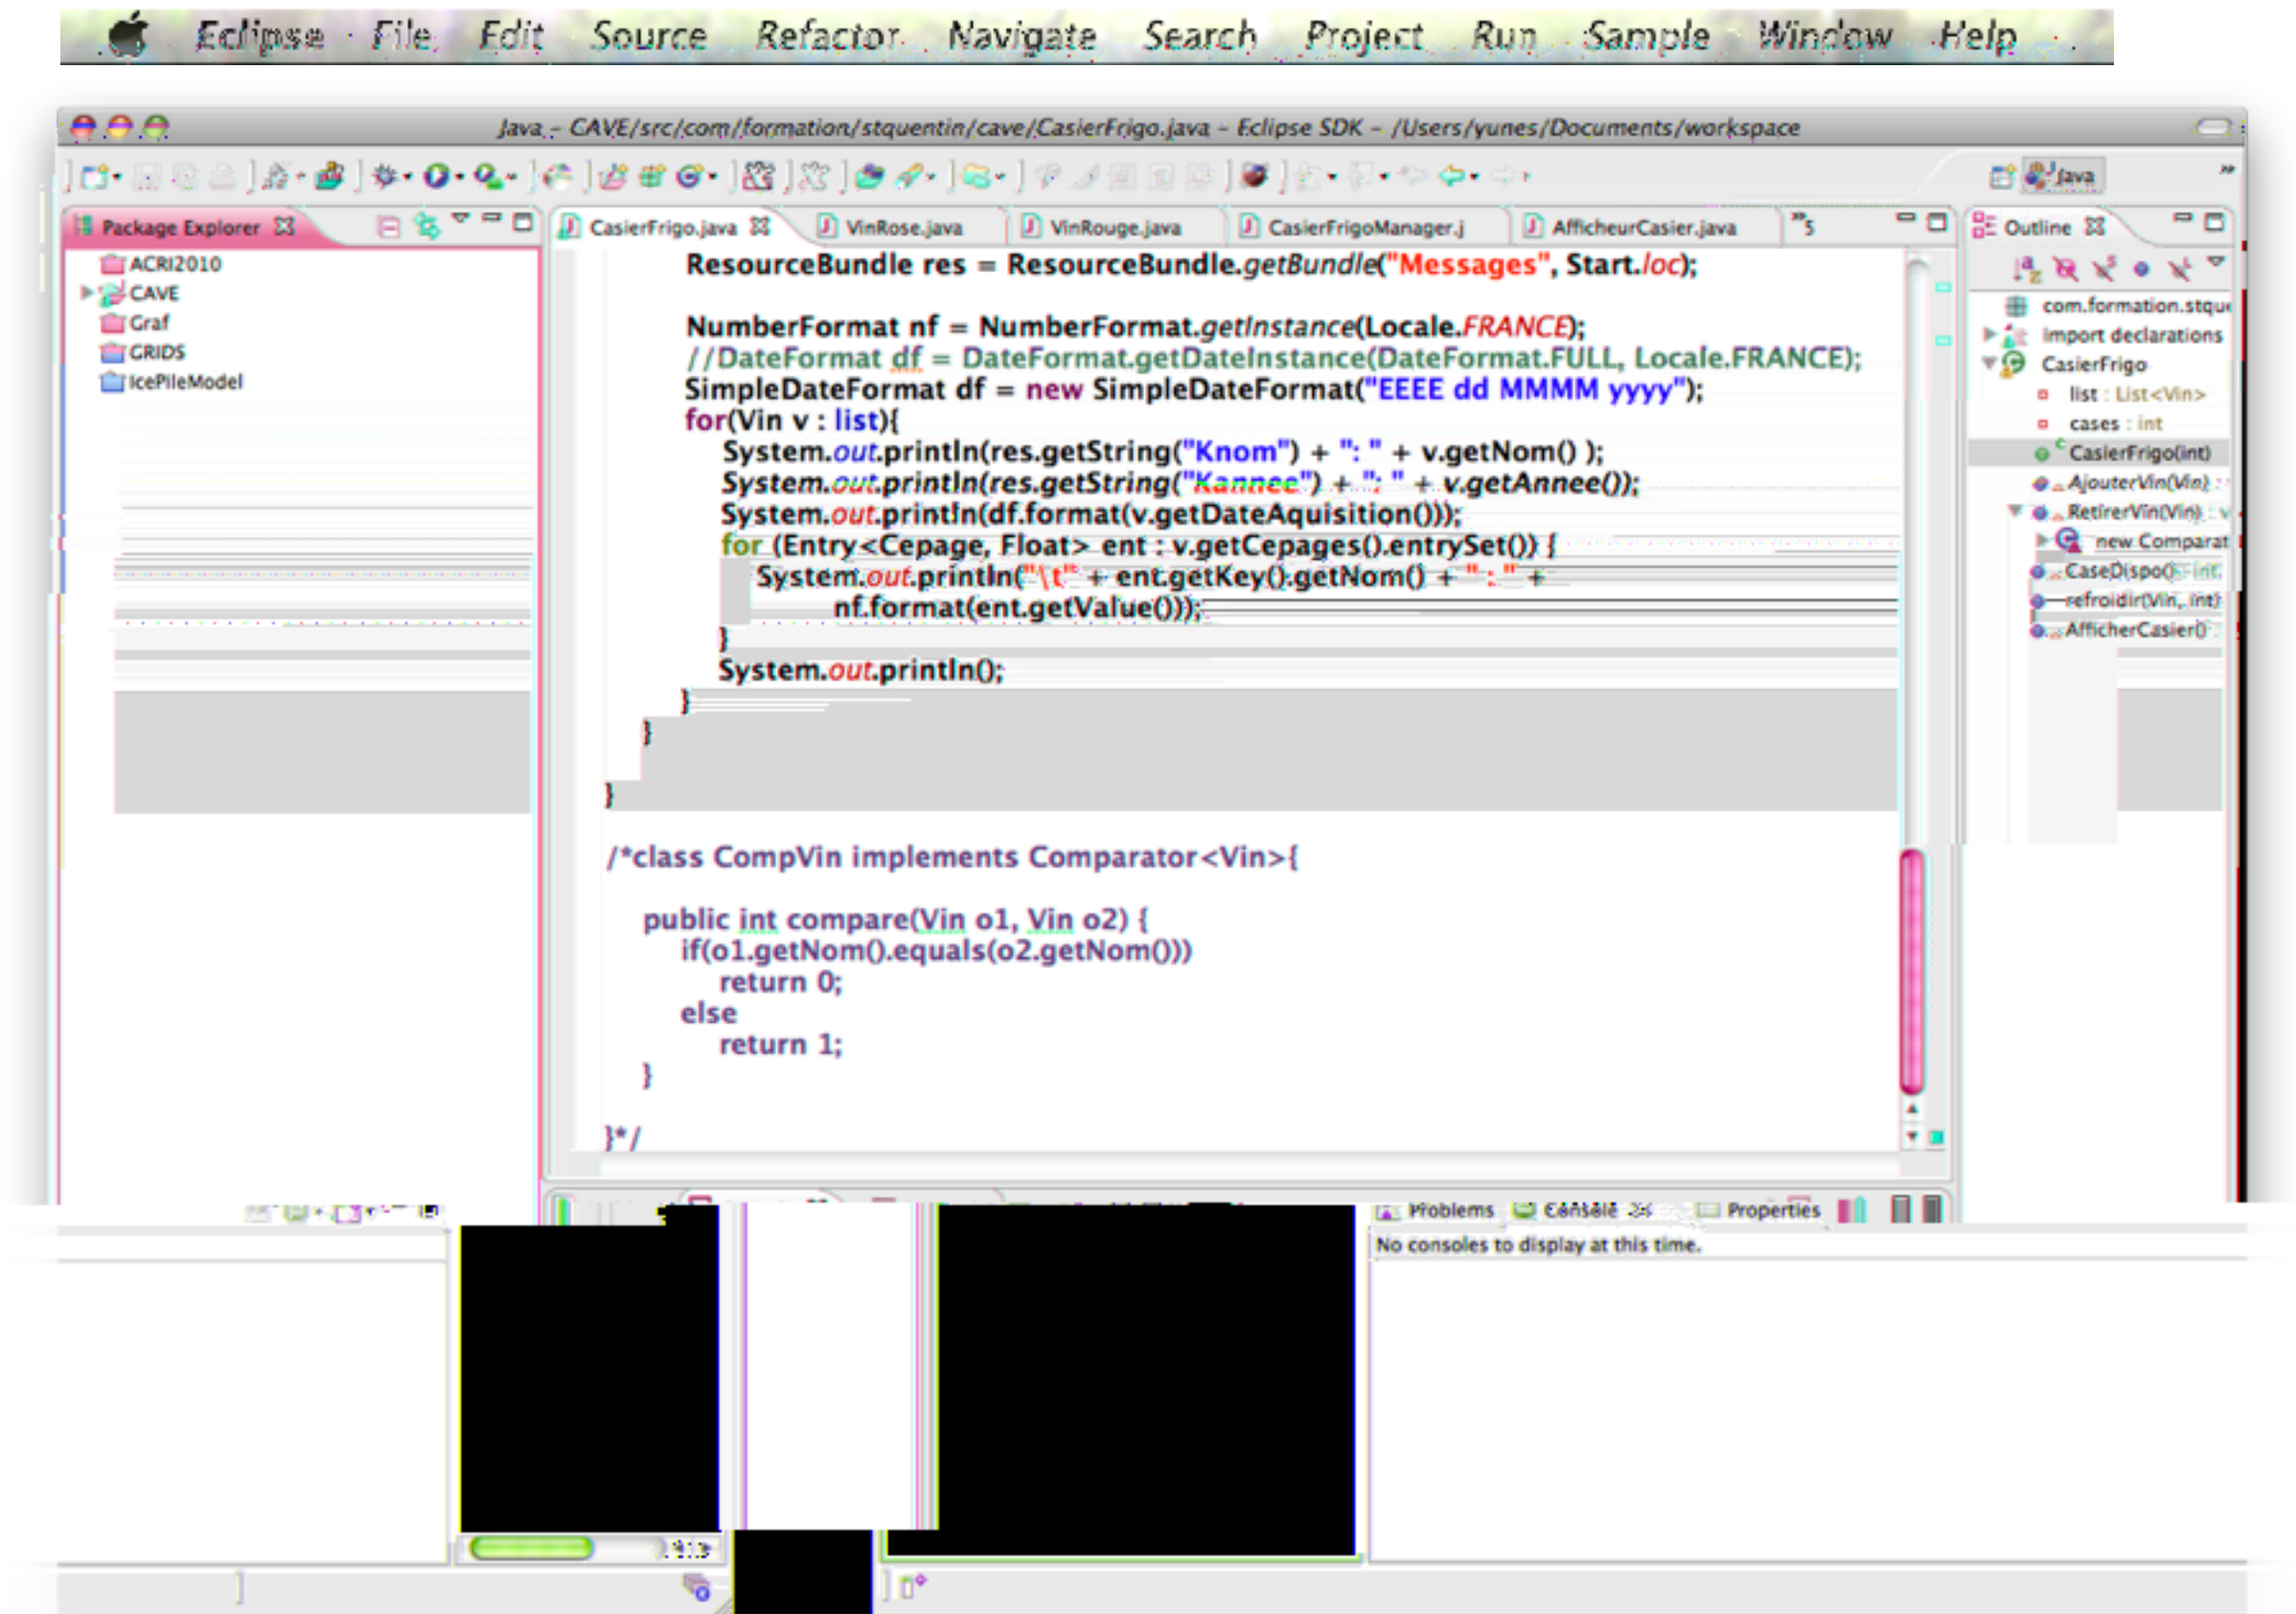 Eclipse File Edit Source Refactor Navigate Search Project Run Sample Window Help
Java – CAVE/src/com/formation/stquentin/cave/CasierFrigo.java – Eclipse SDK – /Users/yunes/Documents/workspace
Java
Package Explorer
ACRI2010
CAVE
Graf
GRIDS
IcePileModel
CasierFrigo.java VinRose.java VinRouge.java CasierFrigoManager.j AfficheurCasier.java »5
ResourceBundle res = ResourceBundle.getBundle("Messages", Start.loc);
NumberFormat nf = NumberFormat.getInstance(Locale.FRANCE);
//DateFormat df = DateFormat.getDateInstance(DateFormat.FULL, Locale.FRANCE);
SimpleDateFormat df = new SimpleDateFormat("EEEE dd MMMM yyyy");
for(Vin v : list){
System.out.println(res.getString("Knom") + ": " + v.getNom() );
System.out.println(res.getString("Kannee") + ": " + v.getAnnee());
System.out.println(df.format(v.getDateAquisition()));
for (Entry<Cepage, Float> ent : v.getCepages().entrySet()) {
System.out.println("\t" + ent.getKey().getNom() + " : " +
nf.format(ent.getValue()));
}
System.out.println();
}
}
}
/*class CompVin implements Comparator<Vin>{
public int compare(Vin o1, Vin o2) {
if(o1.getNom().equals(o2.getNom()))
return 0;
else
return 1;
}
}*/
Outline
com.formation.stque
import declarations
CasierFrigo
list : List<Vin>
cases : int
CasierFrigo(int)
AjouterVin(Vin) :
RetirerVin(Vin) : v
new Comparat
CaseDispo() : int
refroidir(Vin, int)
AfficherCasier()
Problems Console Properties
No consoles to display at this time.